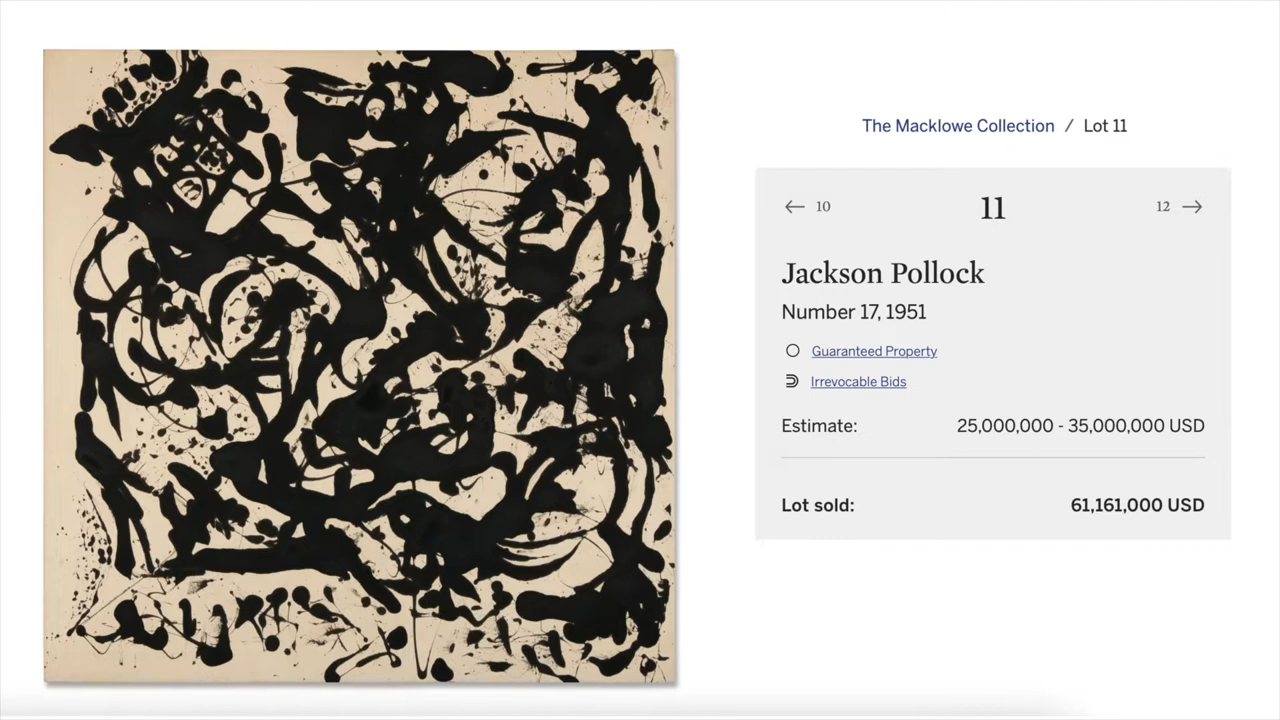 The Macklowe Collection / Lot 11
← 10 11 12 →
Jackson Pollock
Number 17, 1951
Guaranteed Property
Irrevocable Bids
Estimate: 25,000,000 - 35,000,000 USD
Lot sold: 61,161,000 USD